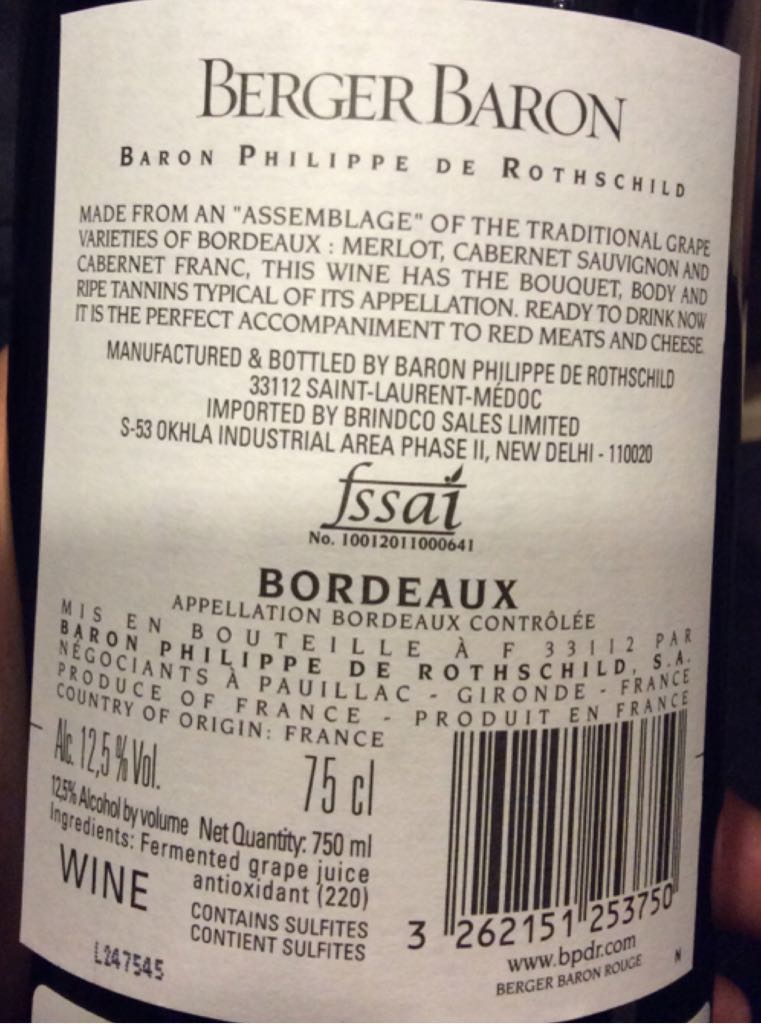 BERGER BARON
BARON PHILIPPE DE ROTHSCHILD
MADE FROM AN "ASSEMBLAGE" OF THE TRADITIONAL GRAPE
VARIETIES OF BORDEAUX : MERLOT, CABERNET SAUVIGNON AND
CABERNET FRANC, THIS WINE HAS THE BOUQUET, BODY AND
RIPE TANNINS TYPICAL OF ITS APPELLATION. READY TO DRINK NOW
IT IS THE PERFECT ACCOMPANIMENT TO RED MEATS AND CHEESE.
MANUFACTURED & BOTTLED BY BARON PHILIPPE DE ROTHSCHILD
33112 SAINT-LAURENT-MÉDOC
IMPORTED BY BRINDCO SALES LIMITED
S-53 OKHLA INDUSTRIAL AREA PHASE II, NEW DELHI - 110020
fssai
No. 10012011000641
BORDEAUX
APPELLATION BORDEAUX CONTRÔLÉE
MIS EN BOUTEILLE À F 33112 PAR
BARON PHILIPPE DE ROTHSCHILD, S.A.
NÉGOCIANTS À PAUILLAC - GIRONDE - FRANCE
PRODUCE OF FRANCE - PRODUIT EN FRANCE
COUNTRY OF ORIGIN: FRANCE
Alc. 12,5 % Vol.
75 cl
12.5% Alcohol by volume Net Quantity: 750 ml
Ingredients: Fermented grape juice
antioxidant (220)
WINE
CONTAINS SULFITES
CONTIENT SULFITES
L247545
3 262151 253750
www.bpdr.com
BERGER BARON ROUGE
N